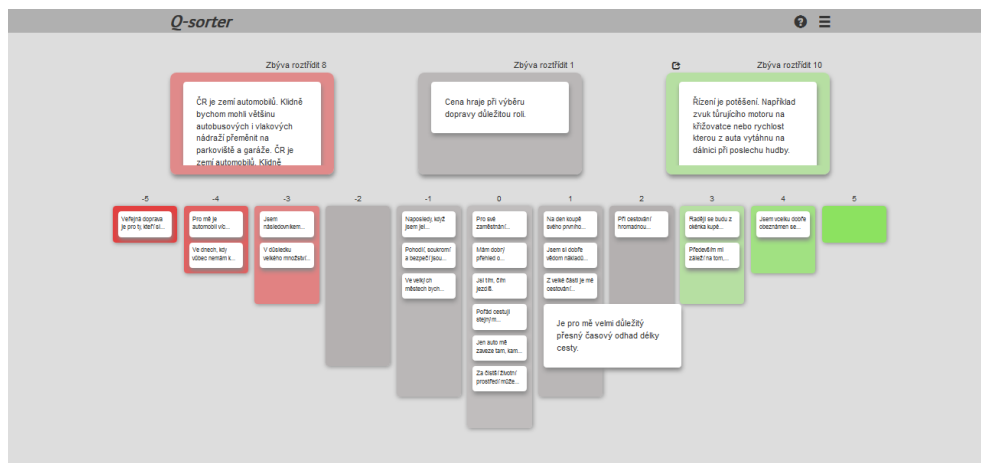 Q-sorter
Zbýva roztřídit 8
Zbýva roztřídit 1
Zbýva roztřídit 10
ČR je zemí automobilů. Klidně
bychom mohli většinu
autobusových i vlakových
nádraží přeměnit na
parkoviště a garáže. ČR je
zemí automobilů. Klidně
Cena hraje při výběru
dopravy důležitou roli.
Řízení je potěšení. Například
zvuk túrujícího motoru na
křižovatce nebo rychlost
kterou z auta vytáhnu na
dálnici při poslechu hudby.
-5
-4
-3
-2
-1
0
1
2
3
4
5
Veřejná doprava
je pro ty, kteří si...
Pro mě je
automobil víc...
Ve dnech, kdy
vůbec nemám k...
Jsem
následovníkem...
V důsledku
velkého množství...
Naposledy, když
jsem jel...
Pohodlí, soukromí
a bezpečí jsou...
Ve velkých
městech bych...
Pro své
zaměstnání...
Mám dobrý
přehled o...
Jsi tím, čím
jezdíš.
Pořád cestuji
stejným...
Jen auto mě
zaveze tam, kam...
Za čistší životní
prostředí může...
Na den koupě
svého prvního...
Jsem si dobře
vědom nákladů...
Z velké části je mé
cestování...
Je pro mě velmi důležitý
přesný časový odhad délky
cesty.
Při cestování
hromadnou...
Raději se budu z
okénka kupé...
Především mi
záleží na tom,...
Jsem vcelku dobře
obeznámen se...